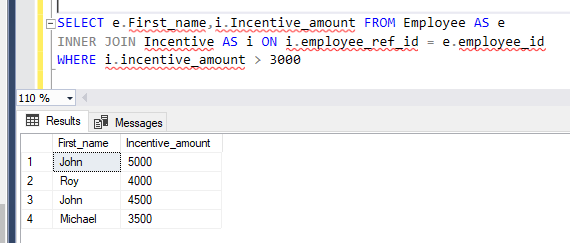 SELECT e.First_name,i.Incentive_amount FROM Employee AS e
INNER JOIN Incentive AS i ON i.employee_ref_id = e.employee_id
WHERE i.incentive_amount > 3000
110 %
Results Messages
First_name Incentive_amount
1 John 5000
2 Roy 4000
3 John 4500
4 Michael 3500